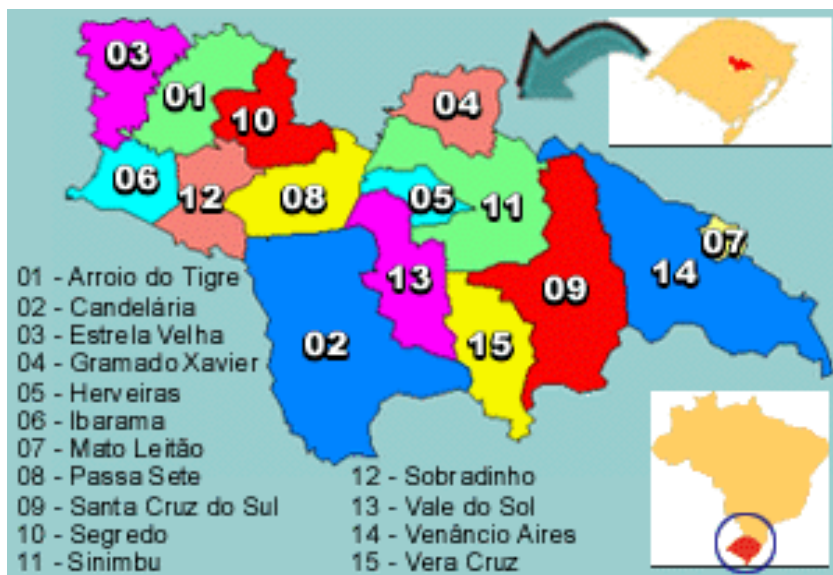 03
01
10
04
06
12
08
05
11
07
13
14
09
02
15
01 - Arroio do Tigre
02 - Candelária
03 - Estrela Velha
04 - Gramado Xavier
05 - Herveiras
06 - Ibarama
07 - Mato Leitão
08 - Passa Sete
09 - Santa Cruz do Sul
10 - Segredo
11 - Sinimbu
12 - Sobradinho
13 - Vale do Sol
14 - Venâncio Aires
15 - Vera Cruz